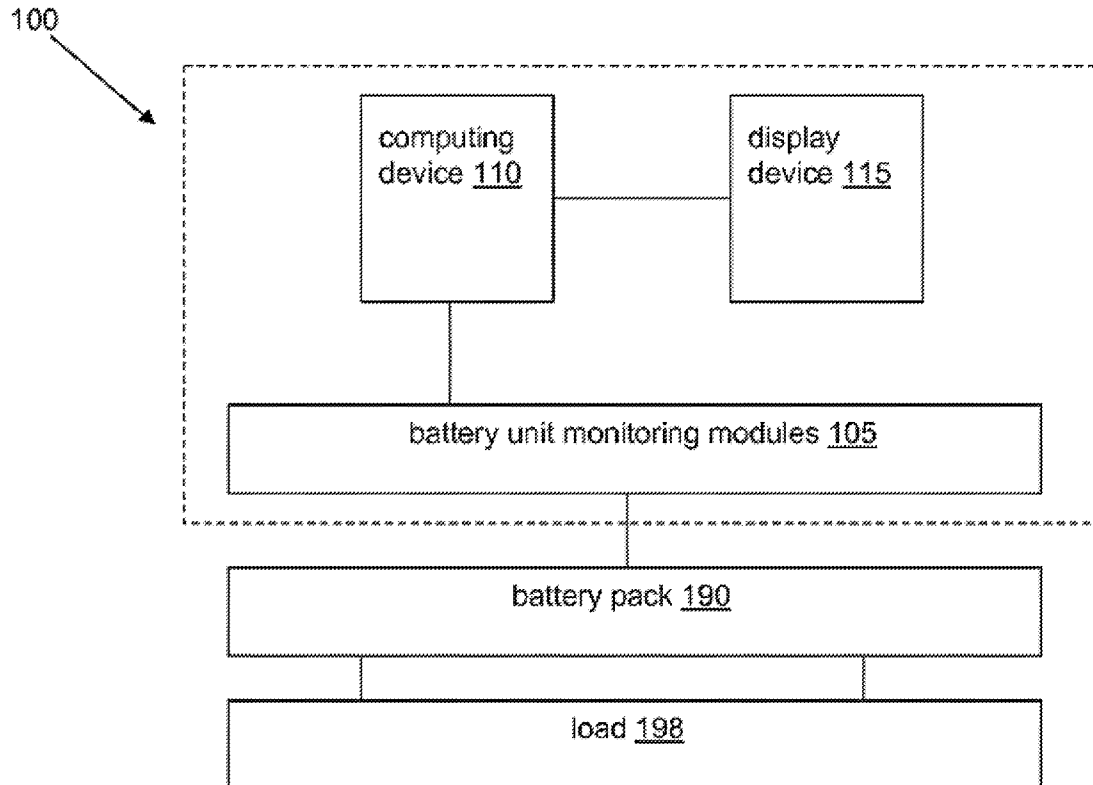 100
computing
device 110
display
device 115
battery unit monitoring modules 105
battery pack 190
load 198